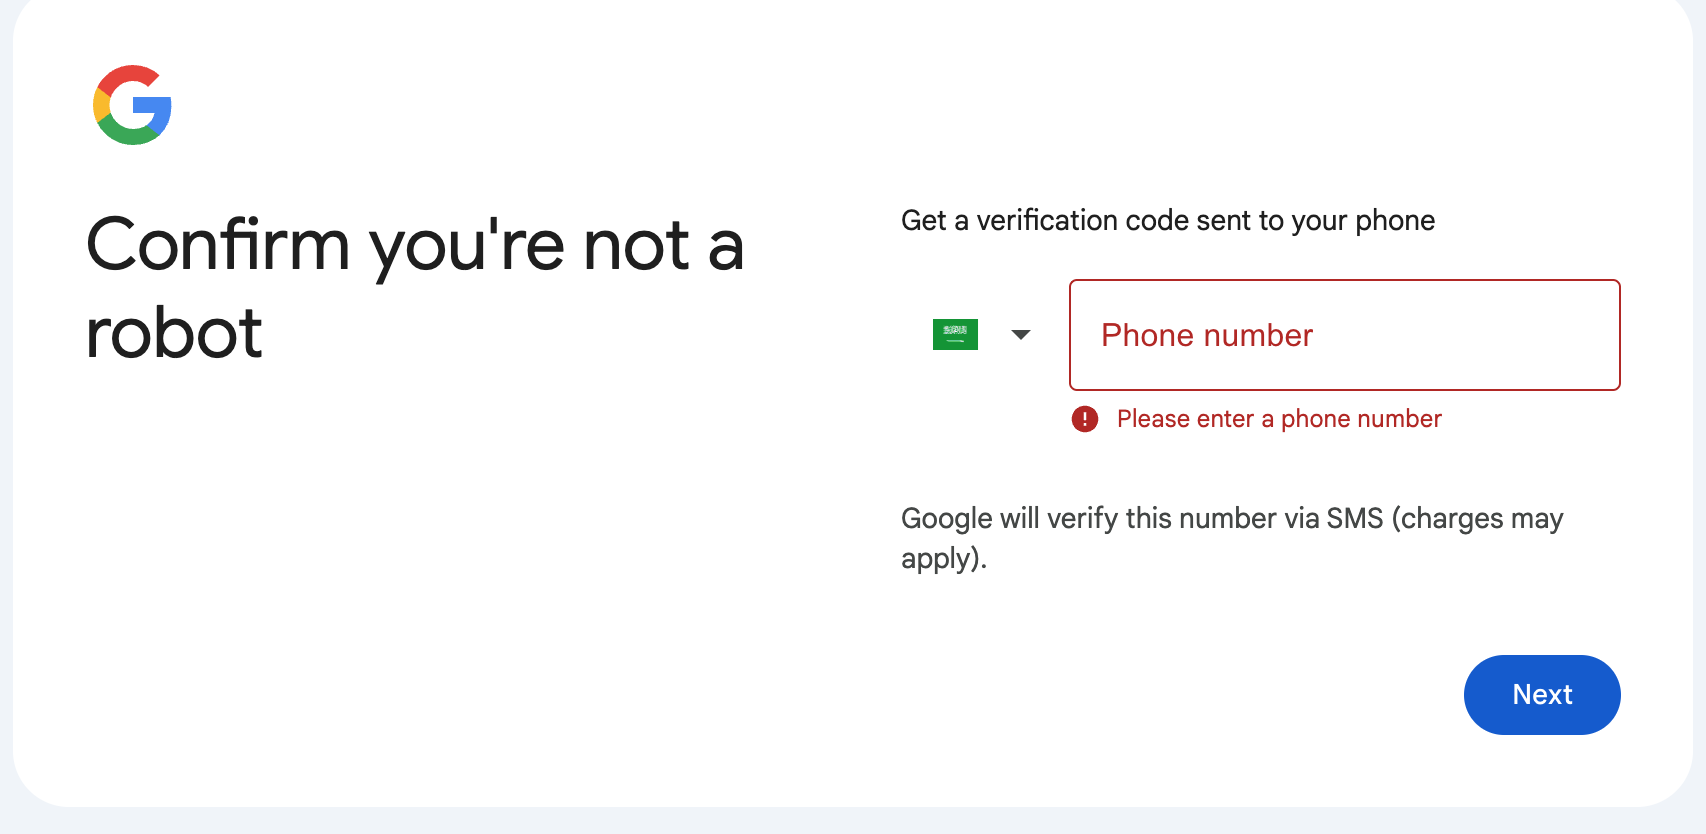 Confirm you're not a
robot
Get a verification code sent to your phone
Phone number
Please enter a phone number
Google will verify this number via SMS (charges may
apply).
Next